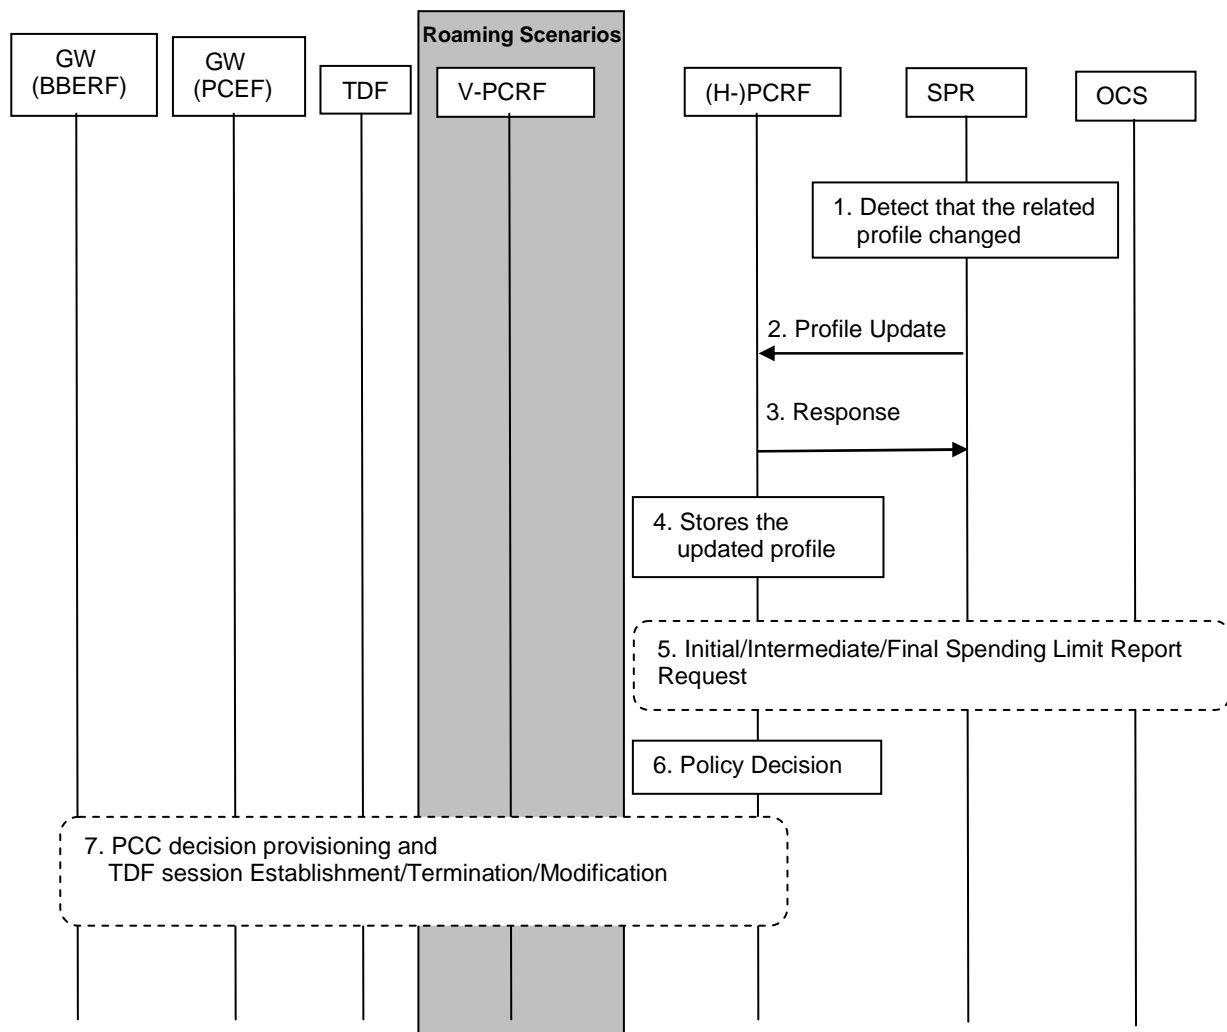 Roaming Scenarios
GW
(BBERF)
GW
(PCEF)
TDF
V-PCRF
(H-)PCRF
SPR
OCS
1. Detect that the related
profile changed
2. Profile Update
3. Response
4. Stores the
updated profile
5. Initial/Intermediate/Final Spending Limit Report
Request
6. Policy Decision
7. PCC decision provisioning and
TDF session Establishment/Termination/Modification